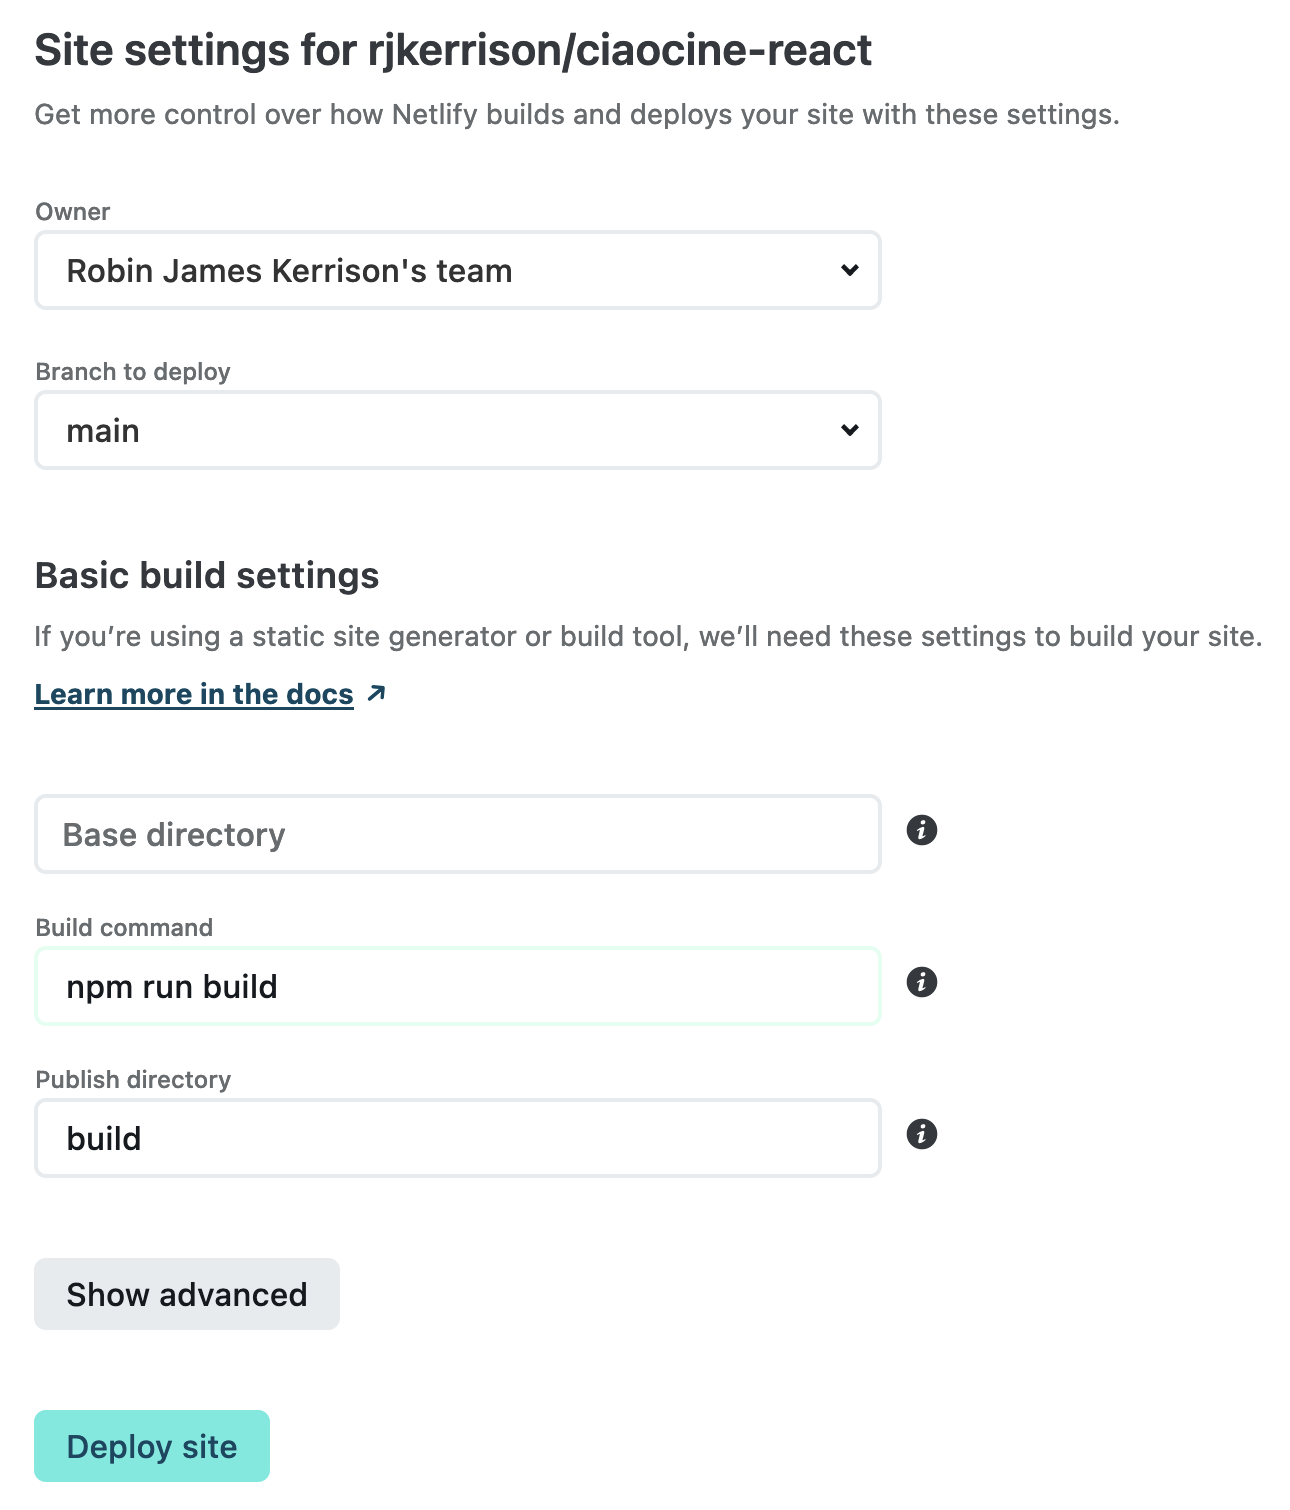 Site settings for rjkerrison/ciaocine-react
Get more control over how Netlify builds and deploys your site with these settings.
Owner
Robin James Kerrison's team
Branch to deploy
main
Basic build settings
If you’re using a static site generator or build tool, we’ll need these settings to build your site.
Learn more in the docs ↗
Base directory
Build command
npm run build
Publish directory
build
Show advanced
Deploy site